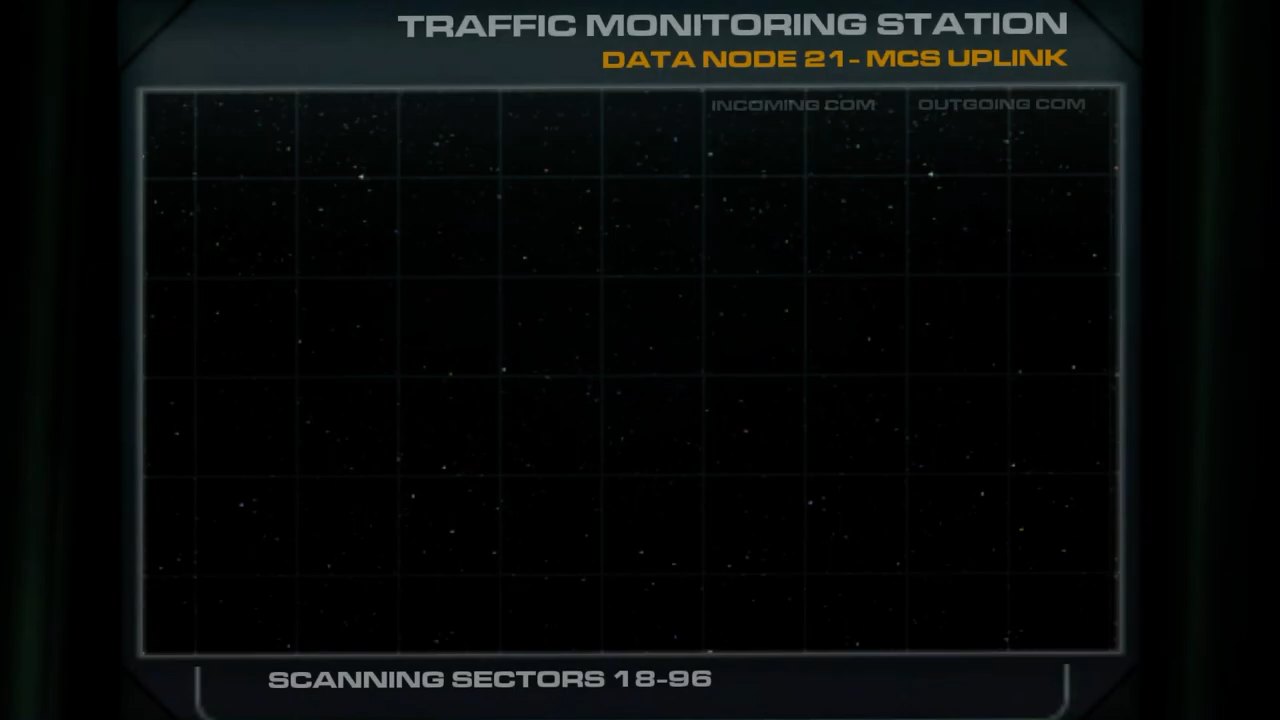 TRAFFIC MONITORING STATION
DATA NODE 21- MCS UPLINK
INCOMING COM OUTGOING COM
SCANNING SECTORS 18-96